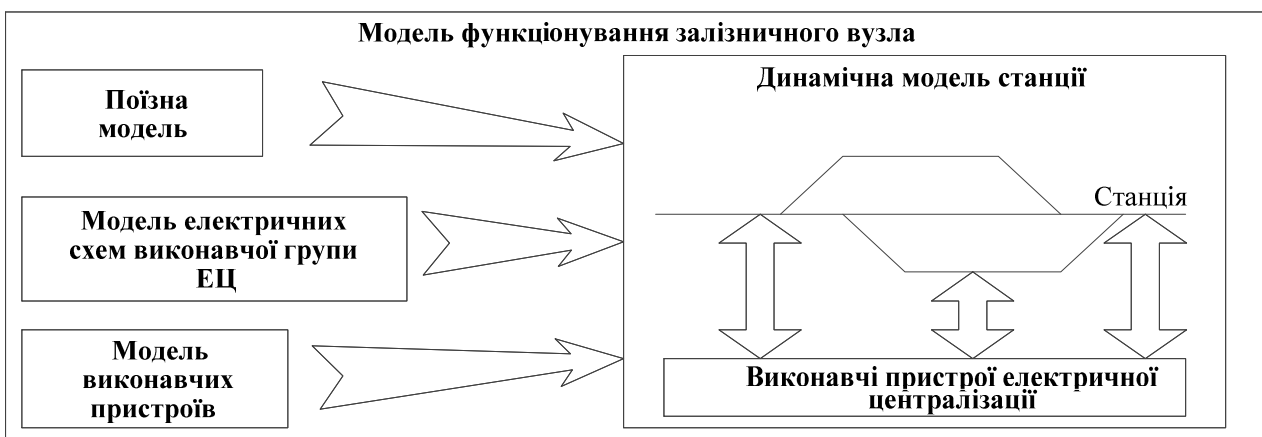 Модель функціонування залізничного вузла
Поїзна
модель
Модель електричних
схем виконавчої групи
ЕЦ
Модель
виконавчих
пристроїв
Динамічна модель станції
Станція
Виконавчі пристрої електричної
централізації